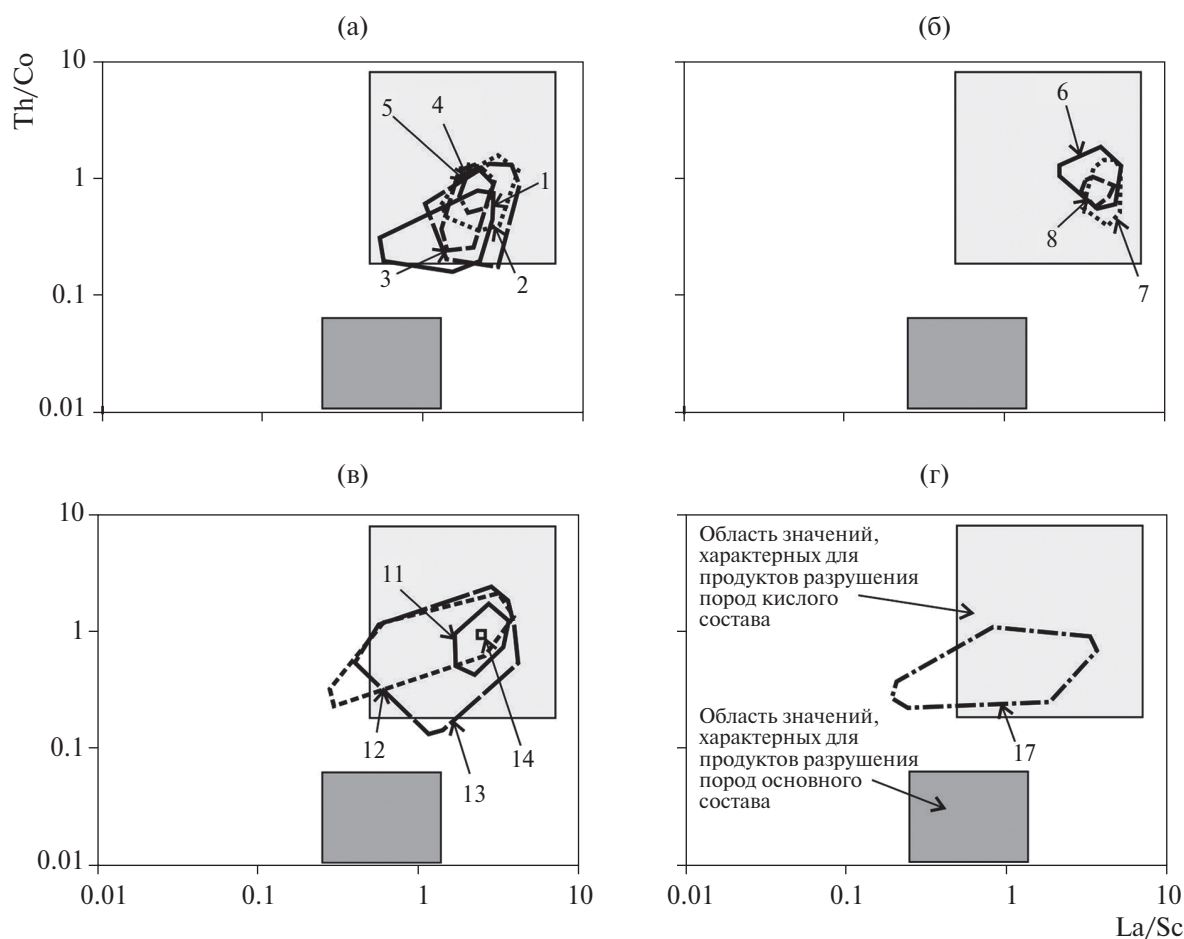 (а)
(б)
Th/Co
10
1
0.1
0.01
5
4
1
3
2
6
8
7
(в)
(г)
10
1
0.1
0.01
11
12
14
13
Область значений,
характерных для
продуктов разрушения
пород кислого
состава
Область значений,
характерных для
продуктов разрушения
пород основного
состава
17
0.01
0.1
1
10
0.01
0.1
1
10
La/Sc